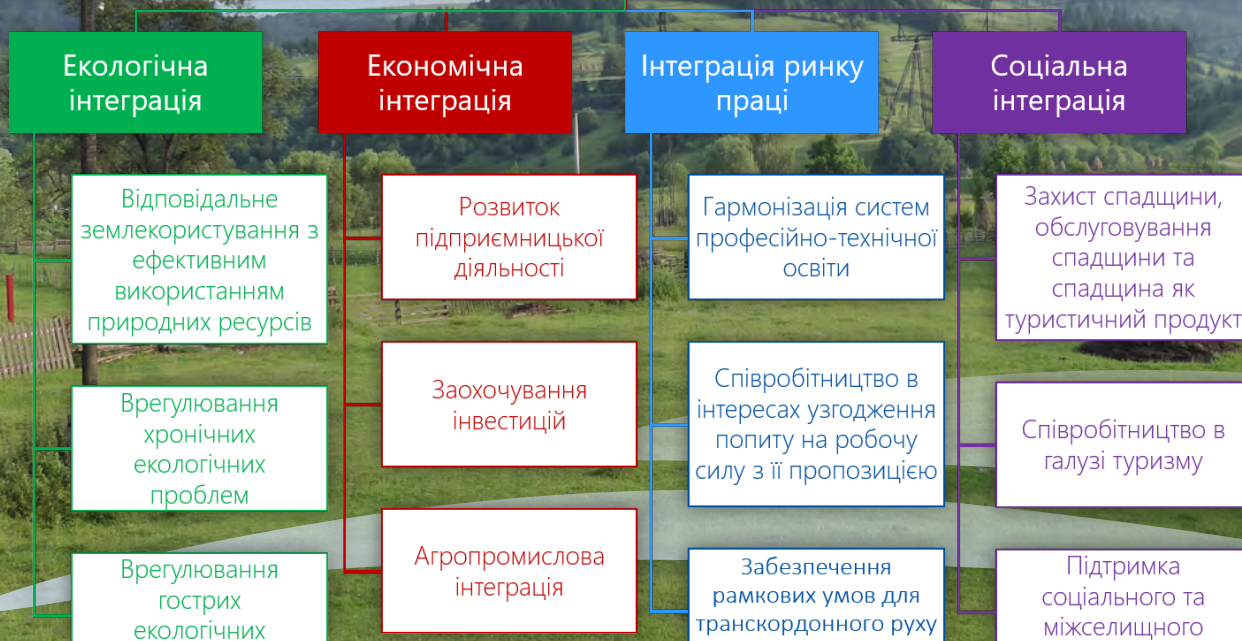 Екологічна
інтеграція
Відповідальне
землекористування з
ефективним
використанням
природних ресурсів
Врегулювання
хронічних
екологічних
проблем
Врегулювання
гострих
екологічних
Економічна
інтеграція
Розвиток
підприємницької
діяльності
Заохочування
інвестицій
Агропромислова
інтеграція
Інтеграція ринку
праці
Гармонізація систем
професійно-технічної
освіти
Співробітництво в
інтересах узгодження
попиту на робочу
силу з її пропозицією
Забезпечення
рамкових умов для
транскордонного руху
Соціальна
інтеграція
Захист спадщини,
обслуговування
спадщини та
спадщина як
туристичний продукт
Співробітництво в
галузі туризму
Підтримка
соціального та
міжселищного